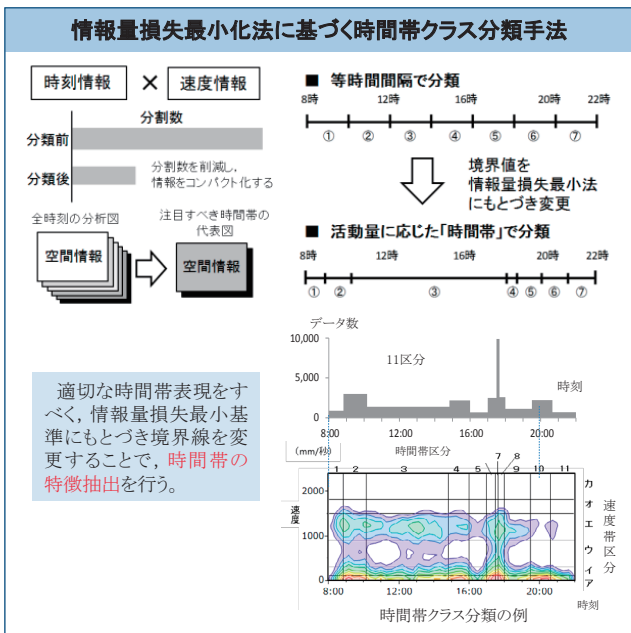 情報量損失最小化法に基づく時間帯クラス分類手法
時刻情報 × 速度情報
分割数
分類前
分類後
分割数を削減し,
情報をコンパクト化する
全時刻の分析図
注目すべき時間帯の
代表図
空間情報
空間情報
■ 等時間間隔で分類
8時 12時 16時 20時 22時
① ② ③ ④ ⑤ ⑥ ⑦
境界値を
情報量損失最小法
にもとづき変更
■ 活動量に応じた「時間帯」で分類
8時 12時 16時 20時 22時
① ② ③ ④ ⑤ ⑥ ⑦
適切な時間帯表現をす
べく, 情報量損失最小基
準にもとづき境界線を変
更することで, 時間帯の
特徴抽出を行う。
データ数
10,000
5,000
0
11区分
時刻
8:00 12:00 16:00 20:00
(mm/秒)
時間帯区分
1 2 3 4 5 6 7 8 9 10 11
2000
1000
0
速度
カ
オ
エ
ウ
イ
ア
速度帯区分
8:00 12:00 16:00 20:00
時刻
時間帯クラス分類の例